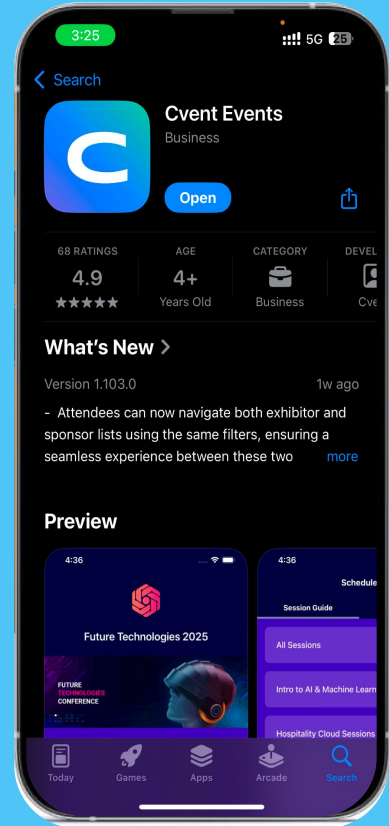 3:25
5G 25
Search
C
Cvent Events
Business
Open
68 RATINGS
AGE
CATEGORY
DEVEL
4.9
4+
★★★★★
Years Old
Business
Cve
What's New >
Version 1.103.0
1w ago
- Attendees can now navigate both exhibitor and
sponsor lists using the same filters, ensuring a
seamless experience between these two more
Preview
4:36
Future Technologies 2025
FUTURE
TECHNOLOGIES
CONFERENCE
4:36
Schedule
Session Guide
All Sessions
Intro to AI & Machine Learn
Hospitality Cloud Sessions
Today
Games
Apps
Arcade
Search